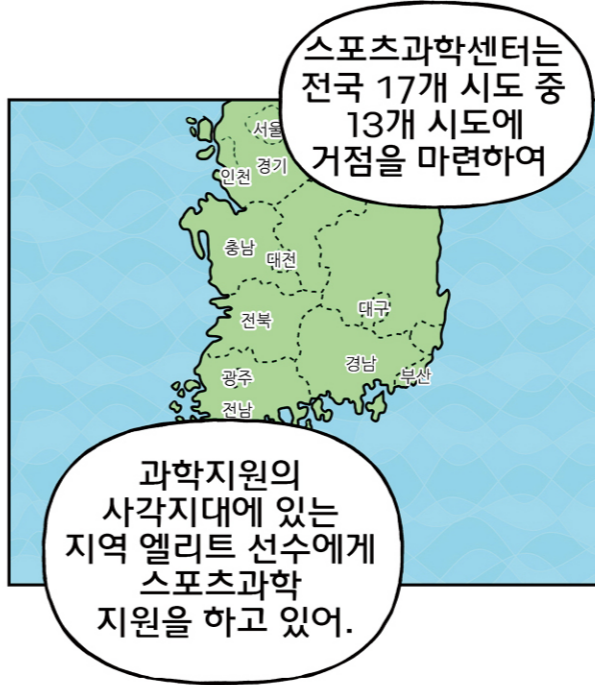 스포츠과학센터는
전국 17개 시도 중
13개 시도에
거점을 마련하여
서울
인천
경기
충남
대전
전북
대구
경남
부산
광주
전남
과학지원의
사각지대에 있는
지역 엘리트 선수에게
스포츠과학
지원을 하고 있어.